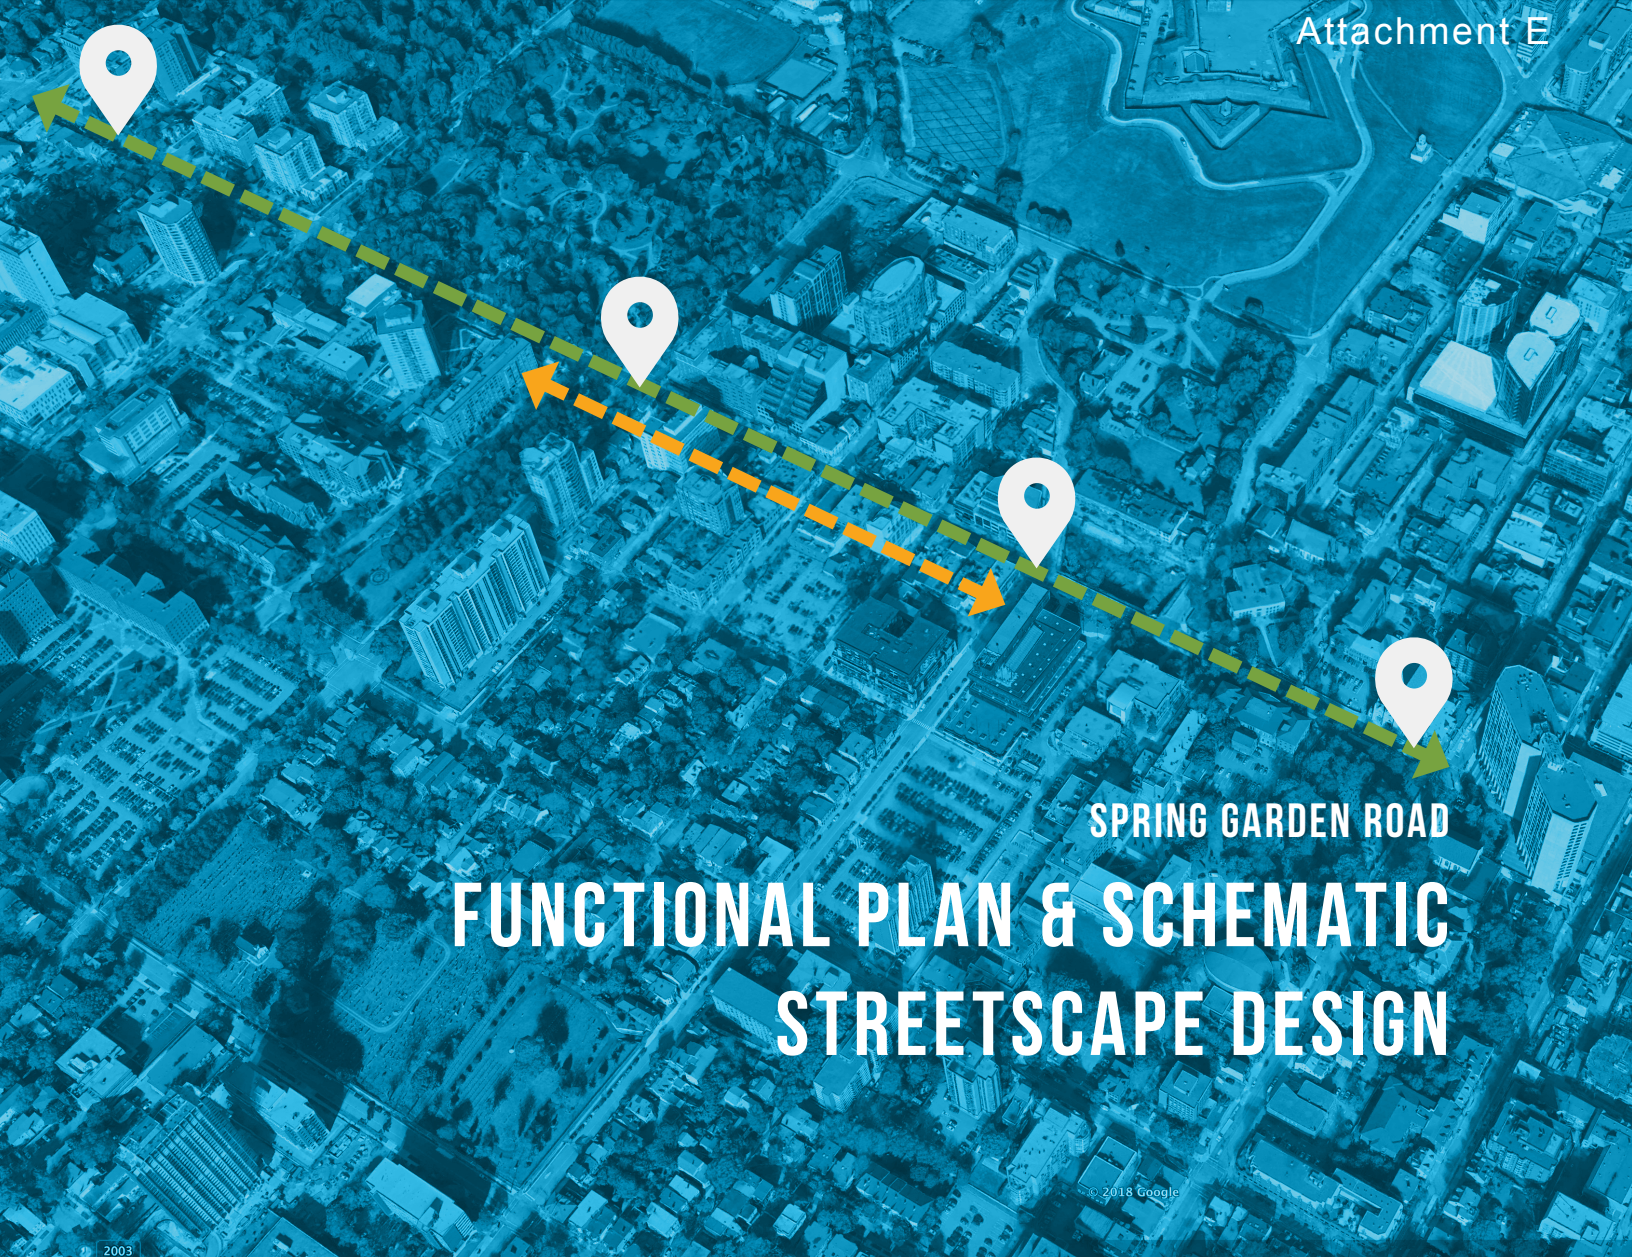 Attachment E
SPRING GARDEN ROAD
FUNCTIONAL PLAN & SCHEMATIC
STREETSCAPE DESIGN
© 2018 Google
2003